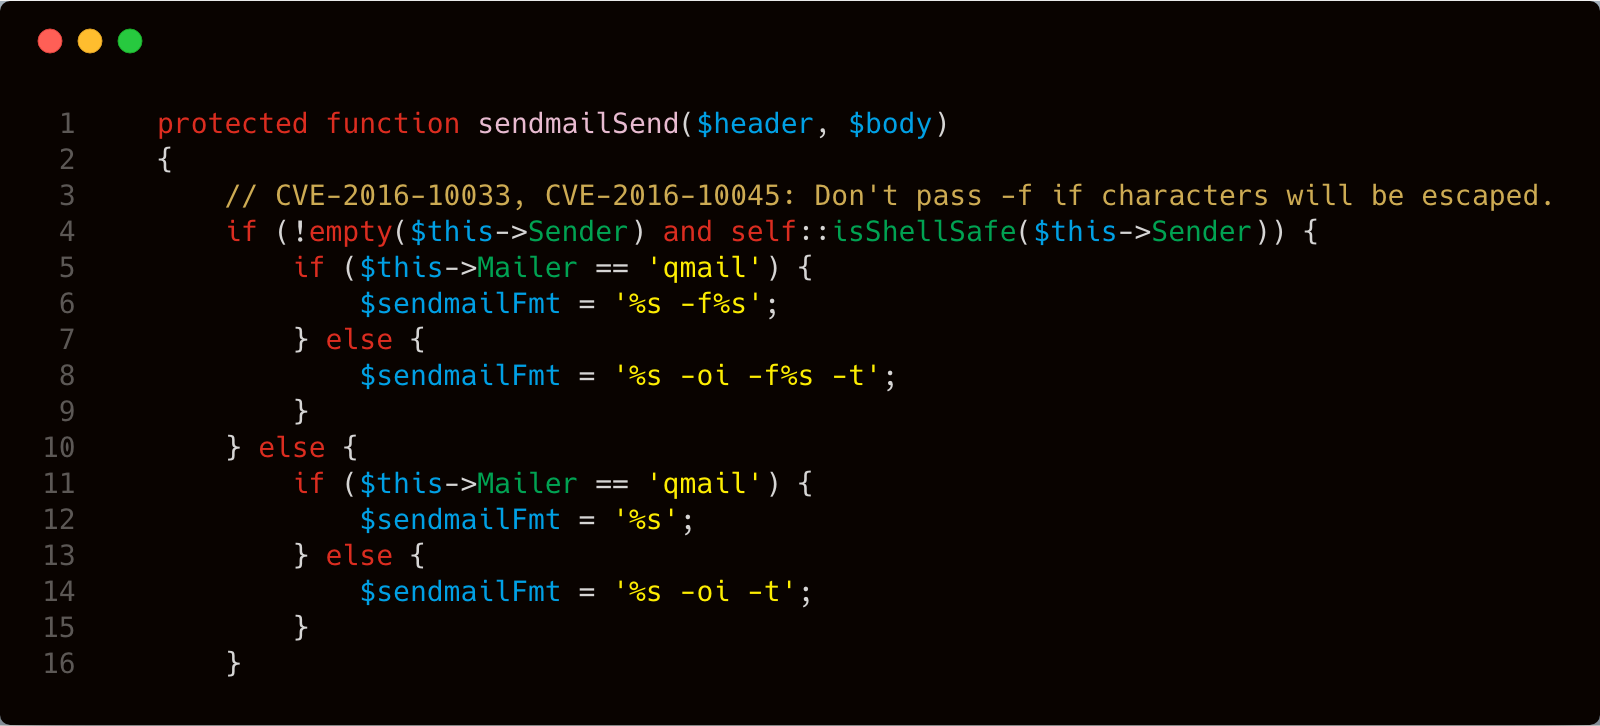 1 protected function sendmailSend($header, $body)
2 {
3 // CVE-2016-10033, CVE-2016-10045: Don't pass -f if characters will be escaped.
4 if (!empty($this->Sender) and self::isShellSafe($this->Sender)) {
5 if ($this->Mailer == 'qmail') {
6 $sendmailFmt = '%s -f%s';
7 } else {
8 $sendmailFmt = '%s -oi -f%s -t';
9 }
10 } else {
11 if ($this->Mailer == 'qmail') {
12 $sendmailFmt = '%s';
13 } else {
14 $sendmailFmt = '%s -oi -t';
15 }
16 }